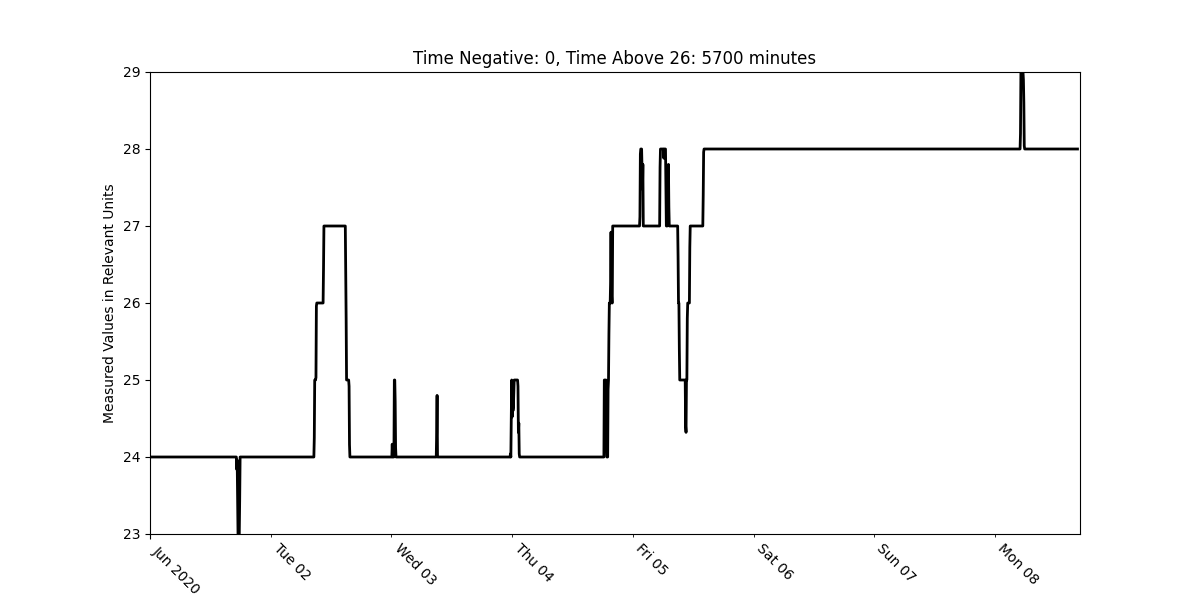 Time Negative: 0, Time Above 26: 5700 minutes
29
28
27
26
25
24
23
Measured Values in Relevant Units
Jun 2020
Tue 02
Wed 03
Thu 04
Fri 05
Sat 06
Sun 07
Mon 08